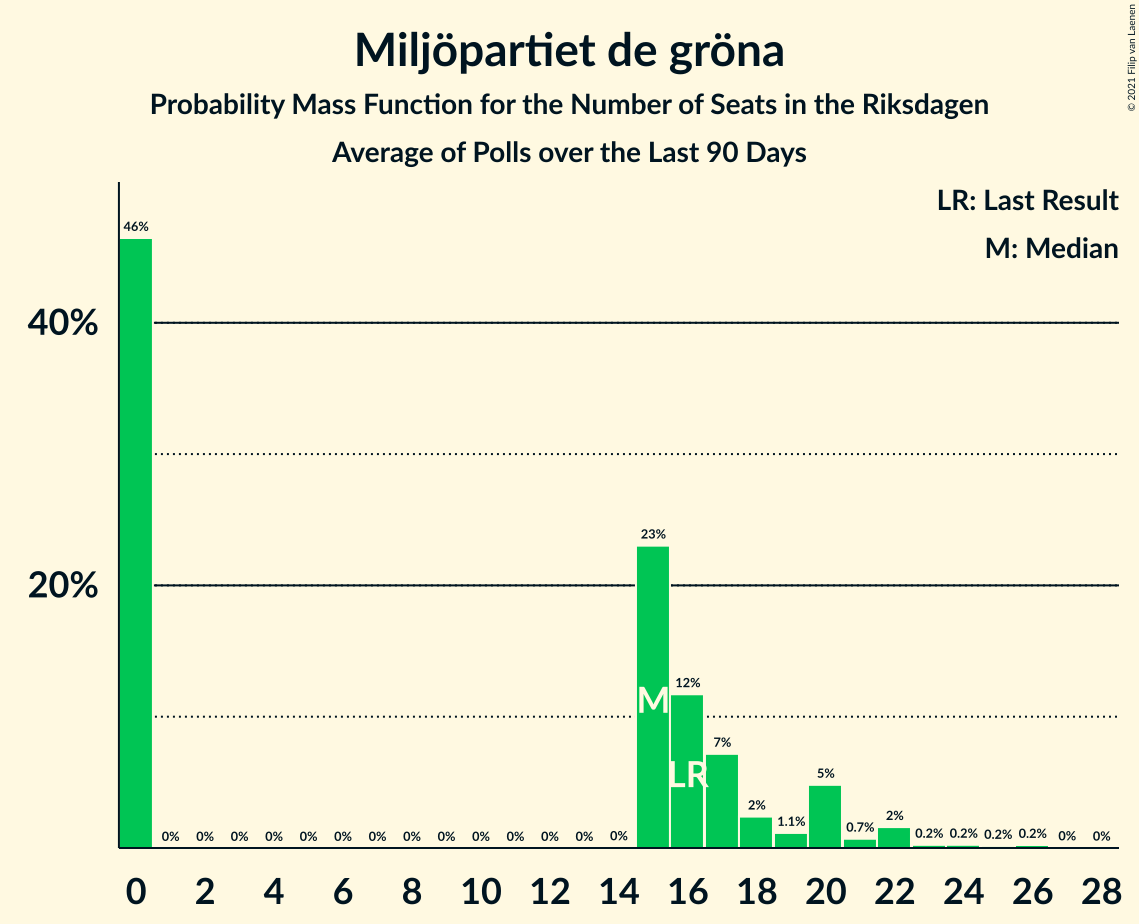 Miljöpartiet de gröna
Probability Mass Function for the Number of Seats in the Riksdagen
Average of Polls over the Last 90 Days
© 2021 Filip van Laenen
LR: Last Result
M: Median
40%
20%
46% 0% 0% 0% 0% 0% 0% 0% 0% 0% 0% 0% 0% 0% 0% 23% 12% 7% 2% 1.1% 5% 0.7% 2% 0.2% 0.2% 0.2% 0.2% 0% 0%
M
LR
0 2 4 6 8 10 12 14 16 18 20 22 24 26 28